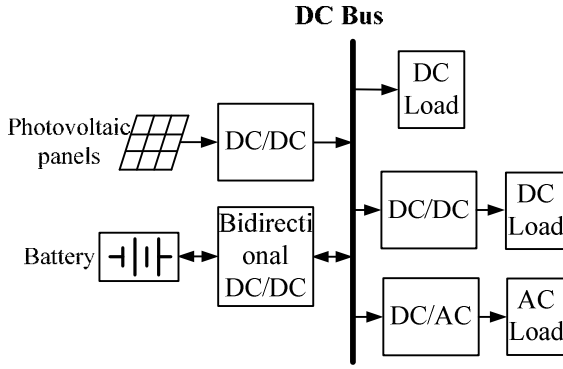 DC Bus
DC
Load
Photovoltaic
panels
DC/DC
DC/DC
DC
Load
Battery
Bidirecti
onal
DC/DC
DC/AC
AC
Load